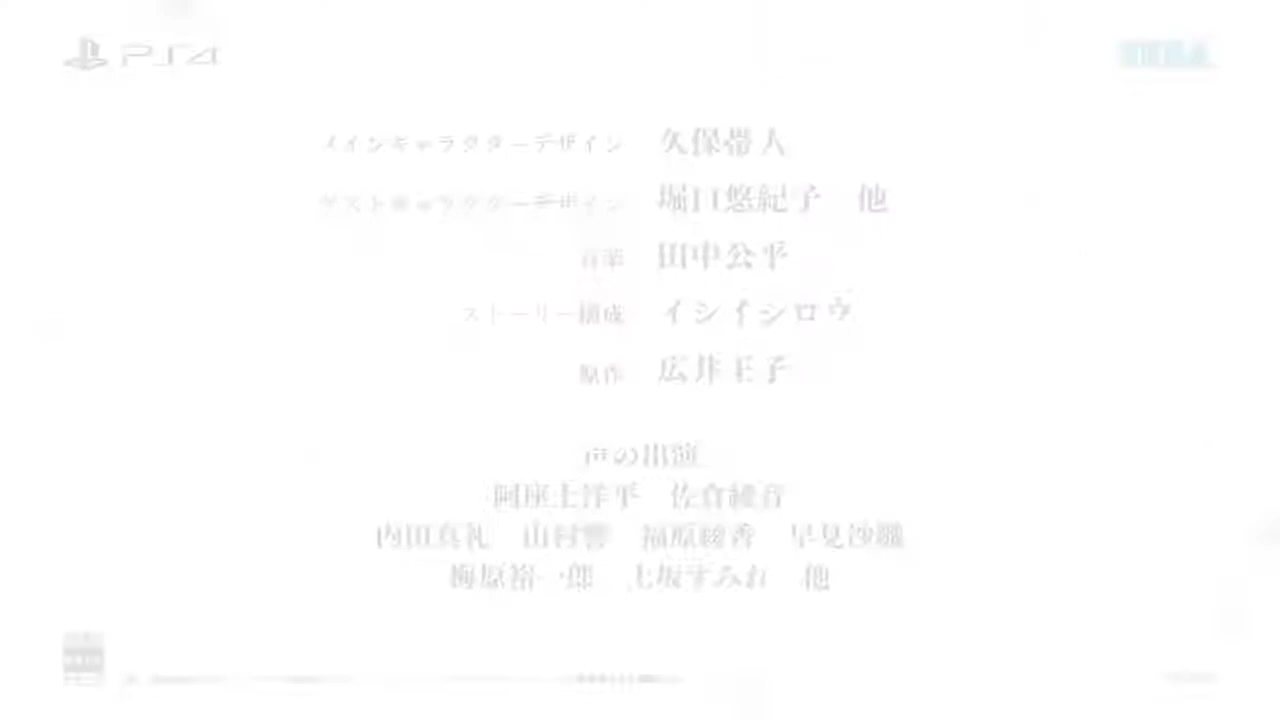 PS4
SEGA
メインキャラクターデザイン 久保帯人
ゲストキャラクターデザイン 堀口悠紀子 他
音楽 田中公平
ストーリー構成 イシイジロウ
原作 広井王子
声の出演
阿座上洋平 佐倉綾音
内田真礼 山村響 福原綾香 早見沙織
梅原裕一郎 上坂すみれ 他